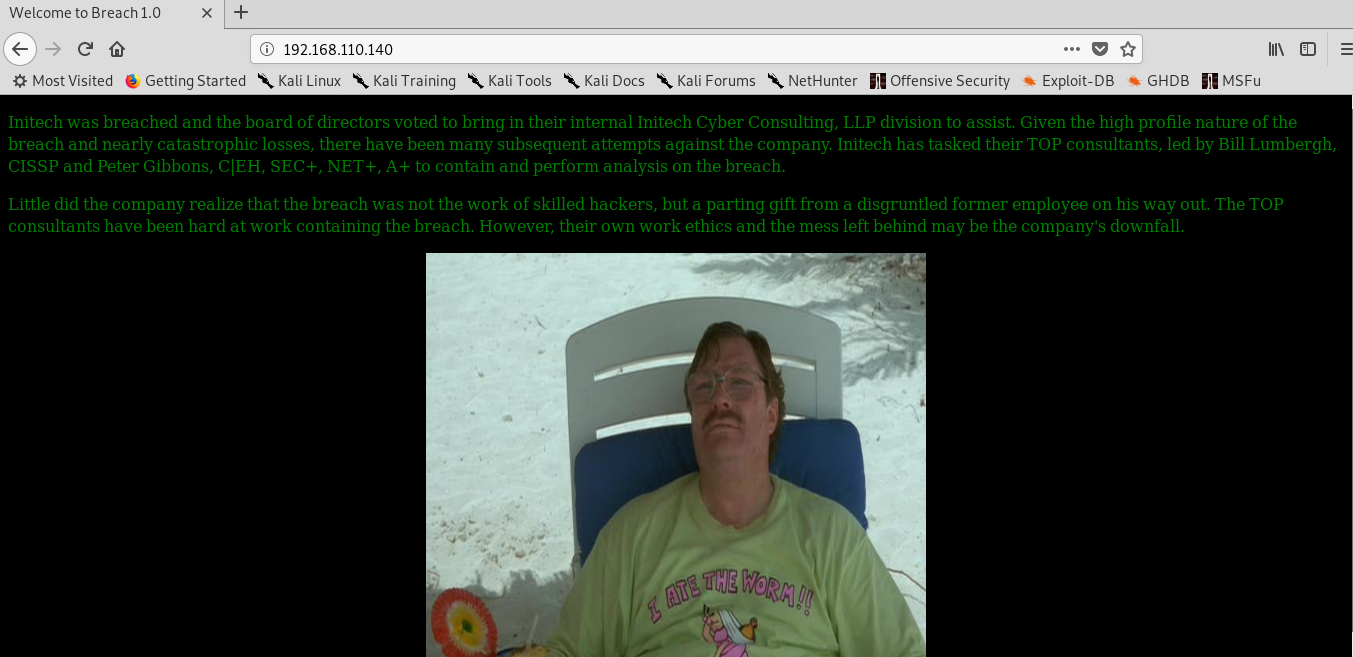 Welcome to Breach 1.0
192.168.110.140
Most Visited Getting Started Kali Linux Kali Training Kali Tools Kali Docs Kali Forums NetHunter Offensive Security Exploit-DB GHDB MSFu
Initech was breached and the board of directors voted to bring in their internal Initech Cyber Consulting, LLP division to assist. Given the high profile nature of the
breach and nearly catastrophic losses, there have been many subsequent attempts against the company. Initech has tasked their TOP consultants, led by Bill Lumbergh,
CISSP and Peter Gibbons, C|EH, SEC+, NET+, A+ to contain and perform analysis on the breach.
Little did the company realize that the breach was not the work of skilled hackers, but a parting gift from a disgruntled former employee on his way out. The TOP
consultants have been hard at work containing the breach. However, their own work ethics and the mess left behind may be the company's downfall.
I ATE THE WORM!!